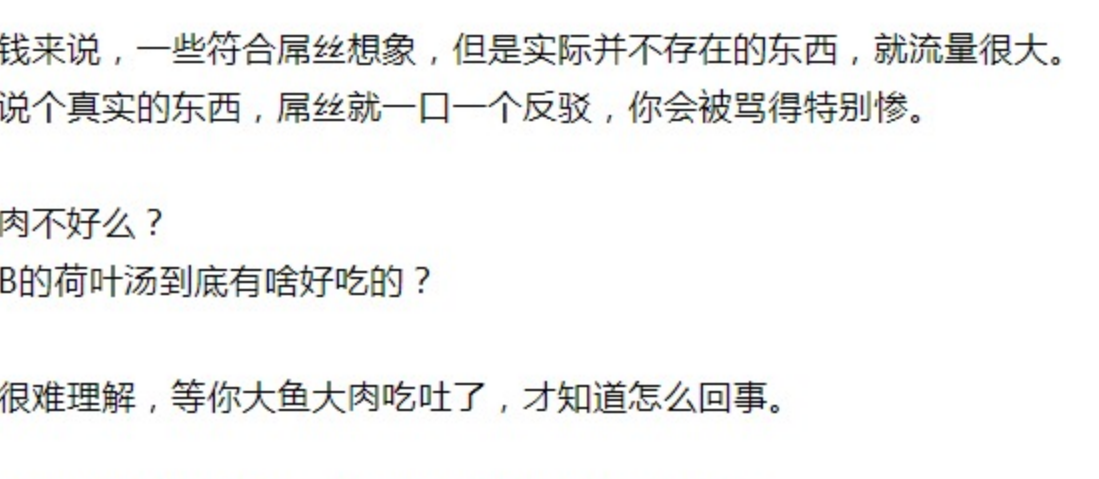 钱来说，一些符合屌丝想象，但是实际并不存在的东西，就流量很大。
说个真实的东西，屌丝就一口一个反驳，你会被骂得特别惨。
肉不好么？
B的荷叶汤到底有啥好吃的？
很难理解，等你大鱼大肉吃吐了，才知道怎么回事。